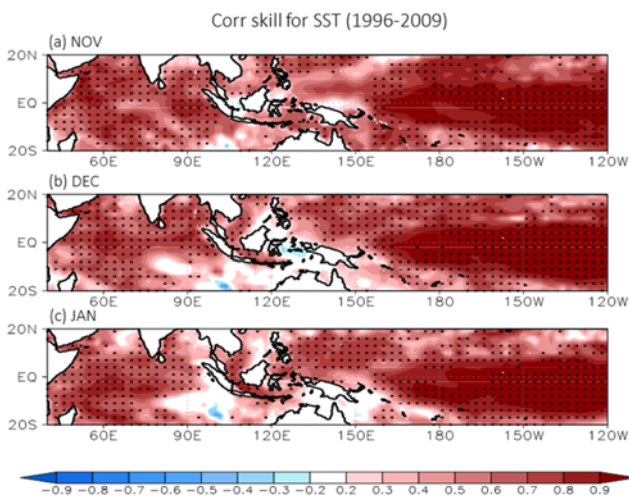 Corr skill for SST (1996-2009)
(a) NOV
20N
EQ
20S
60E 90E 120E 150E 180 150W 120W
(b) DEC
20N
EQ
20S
60E 90E 120E 150E 180 150W 120W
(c) JAN
20N
EQ
20S
60E 90E 120E 150E 180 150W 120W
-0.9 -0.8 -0.7 -0.6 -0.5 -0.4 -0.3 -0.2 0.2 0.3 0.4 0.5 0.6 0.7 0.8 0.9